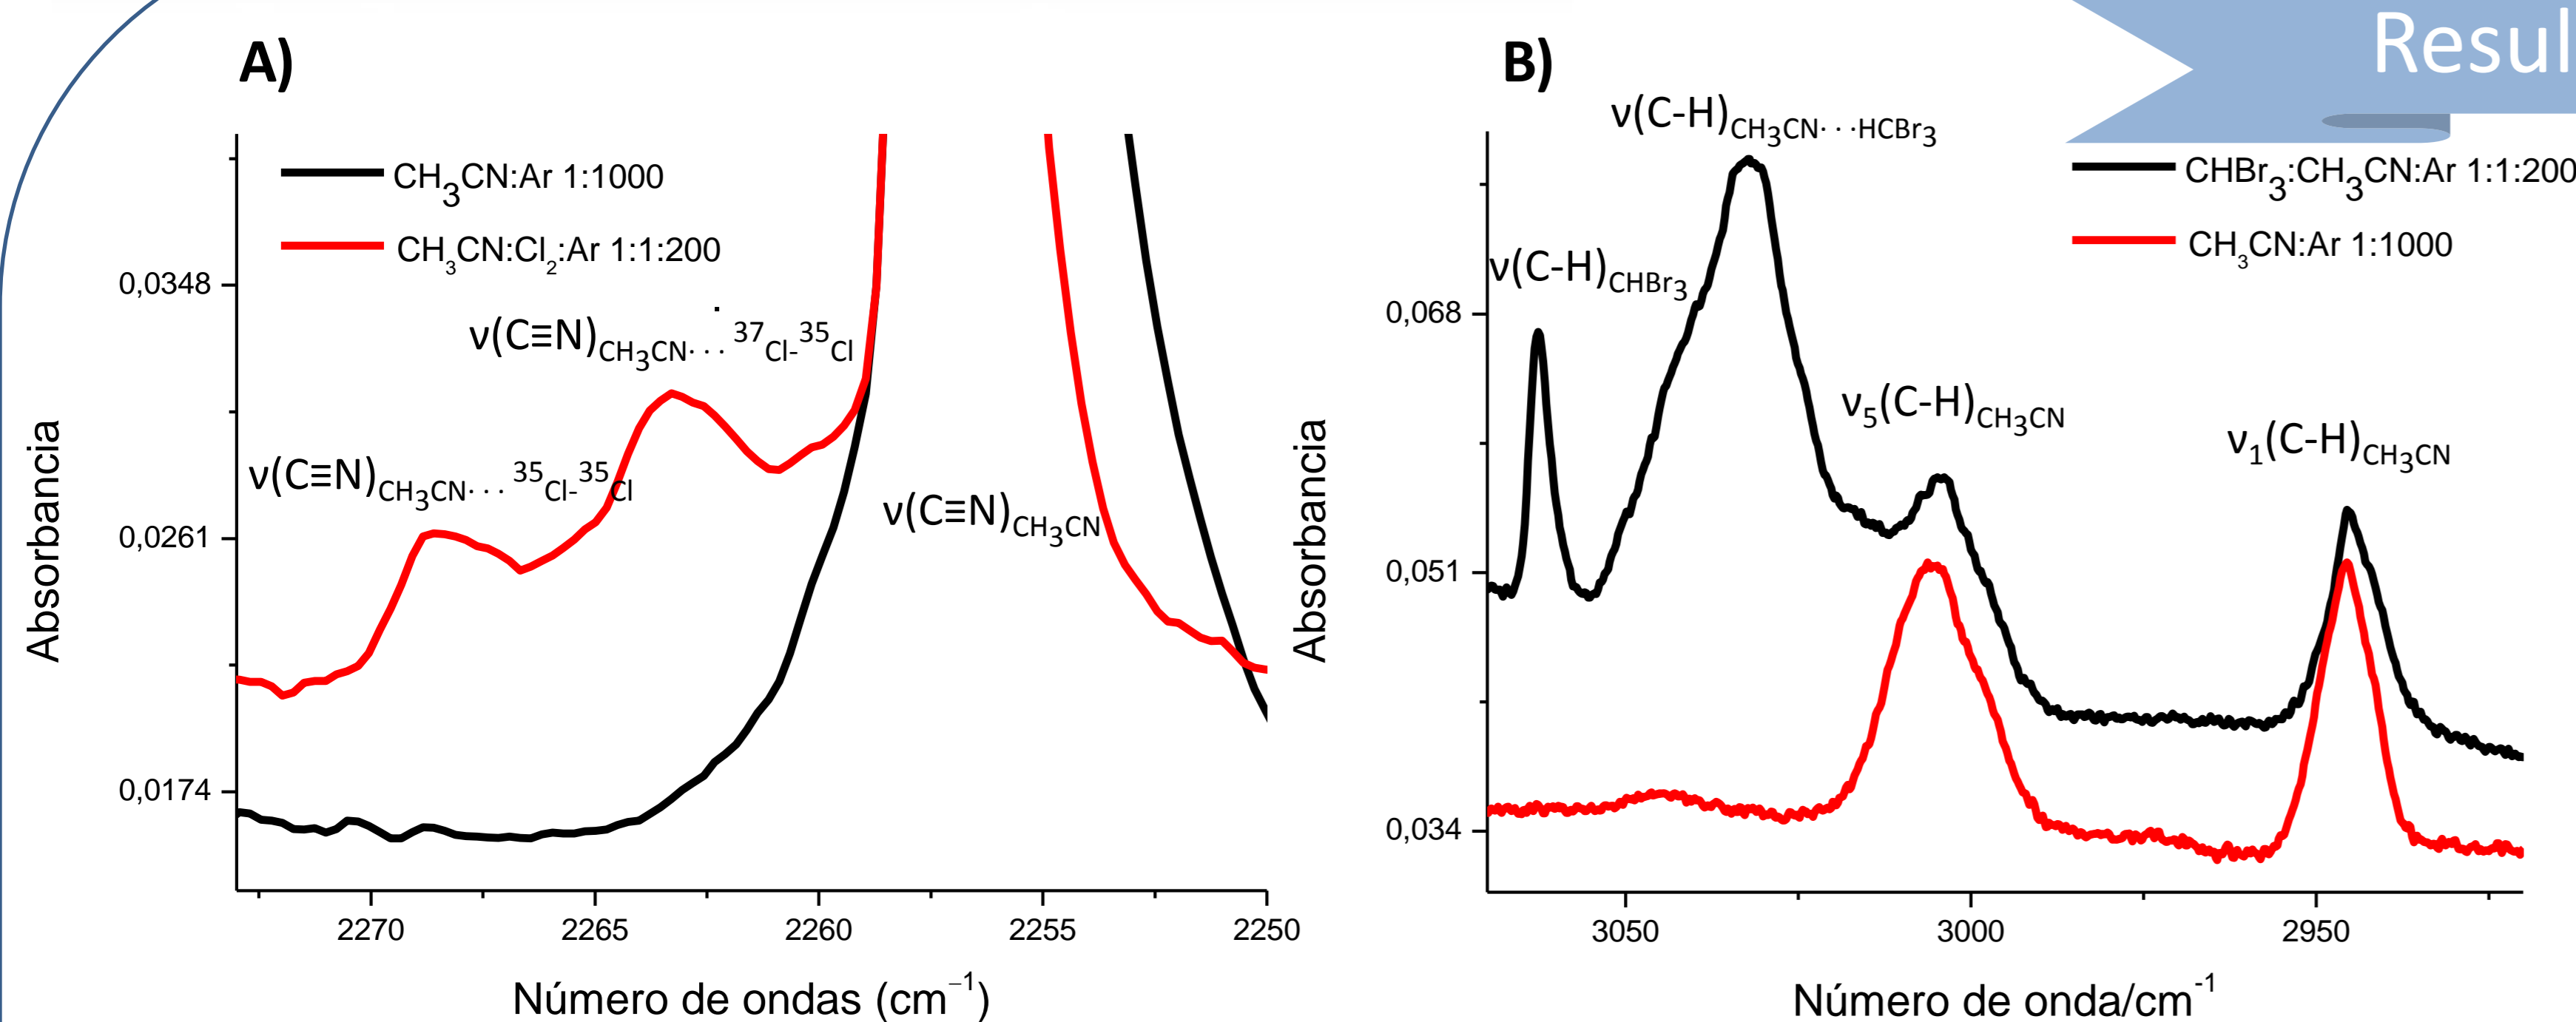 Resul
A)
CH₃CN:Ar 1:1000
CH₃CN:Cl₂:Ar 1:1:200
0,0348
0,0261
0,0174
ν(C≡N)CH₃CN··· ³⁷Cl-³⁵Cl
ν(C≡N)CH₃CN··· ³⁵Cl-³⁵Cl
ν(C≡N)CH₃CN
Absorbancia
2270 2265 2260 2255 2250
Número de ondas (cm⁻¹)
B)
ν(C-H)CH₃CN···HCBr₃
CHBr₃:CH₃CN:Ar 1:1:200
CH₃CN:Ar 1:1000
ν(C-H)CHBr₃
0,068
0,051
0,034
ν₅(C-H)CH₃CN
ν₁(C-H)CH₃CN
Absorbancia
3050 3000 2950
Número de onda/cm⁻¹